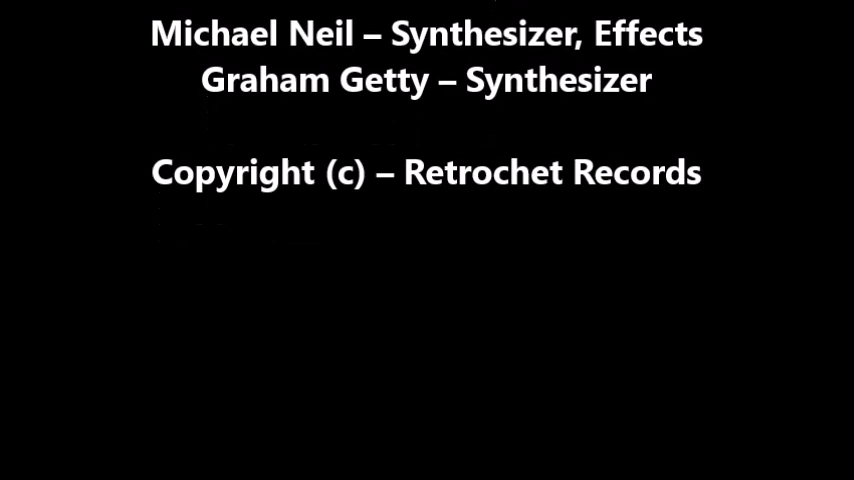 Michael Neil – Synthesizer, Effects
Graham Getty – Synthesizer
Copyright (c) – Retrochet Records